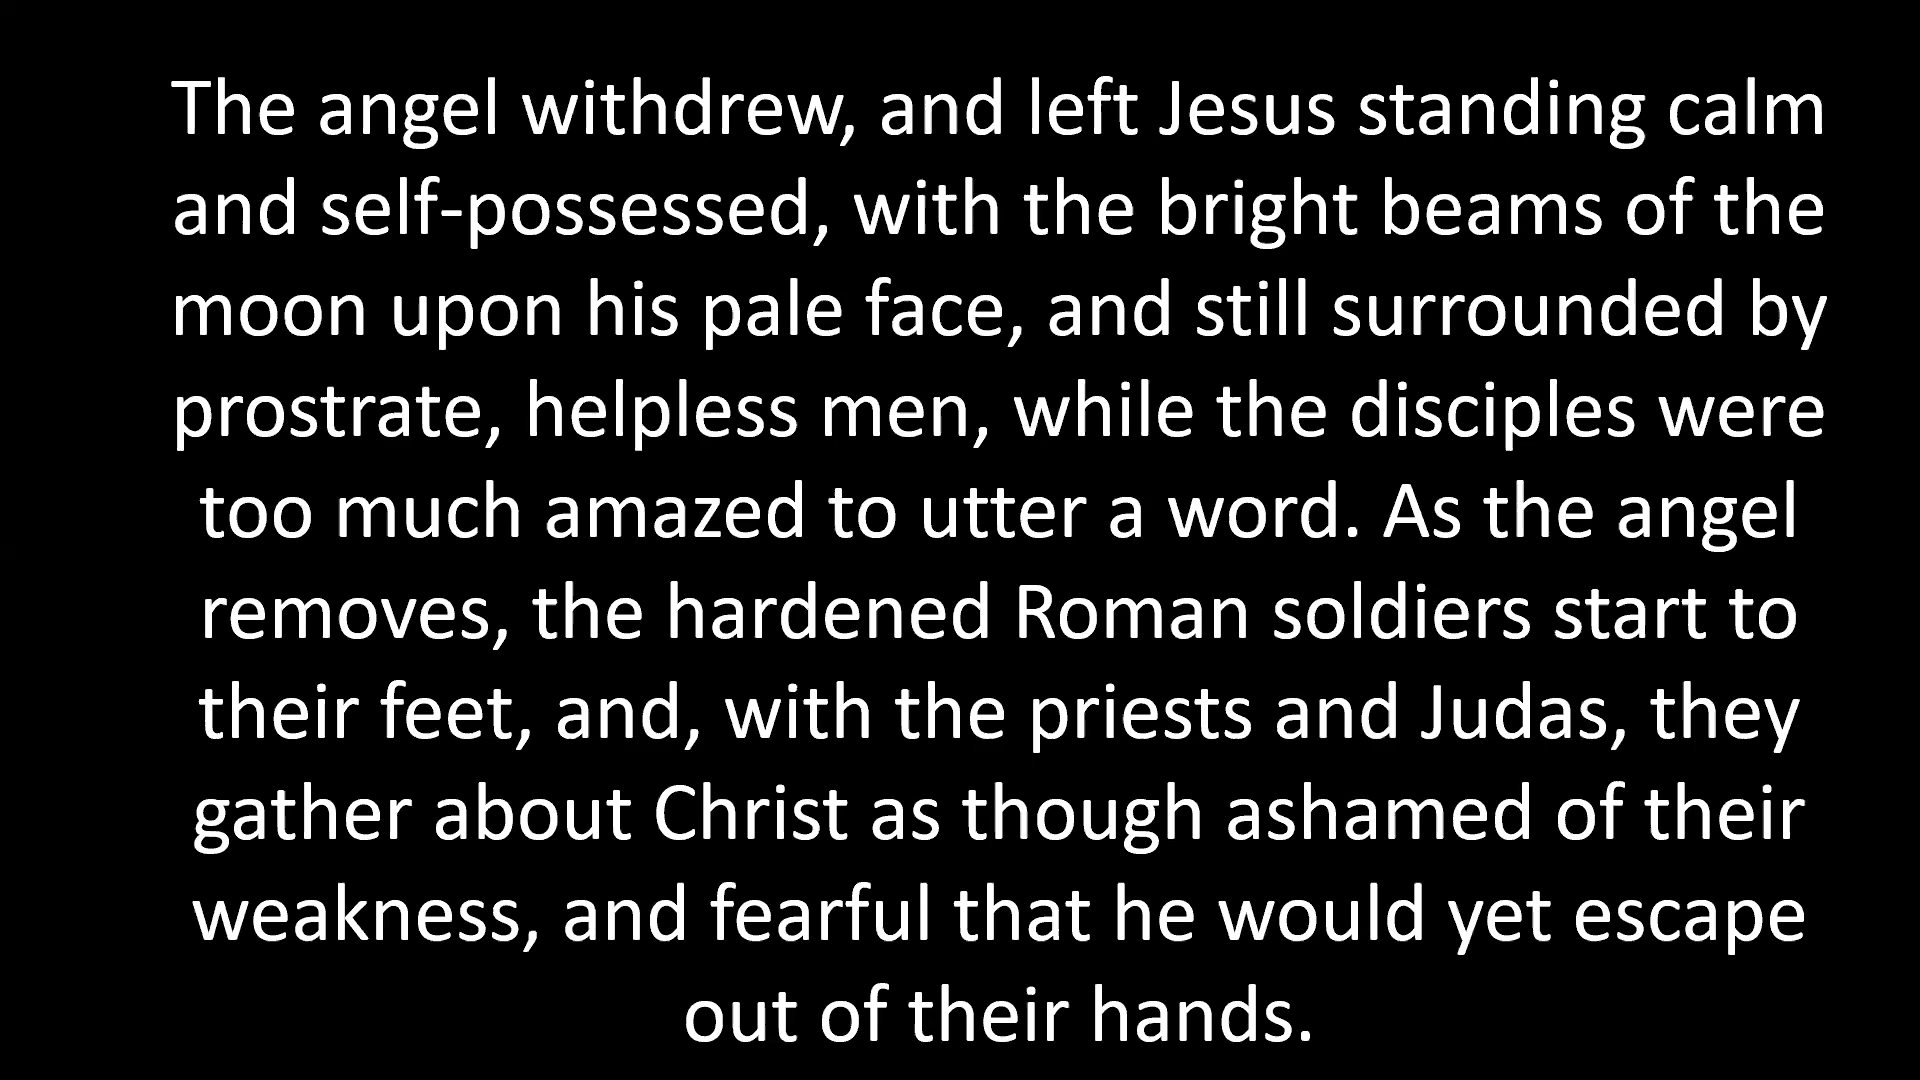 The angel withdrew, and left Jesus standing calm
and self-possessed, with the bright beams of the
moon upon his pale face, and still surrounded by
prostrate, helpless men, while the disciples were
too much amazed to utter a word. As the angel
removes, the hardened Roman soldiers start to
their feet, and, with the priests and Judas, they
gather about Christ as though ashamed of their
weakness, and fearful that he would yet escape
out of their hands.